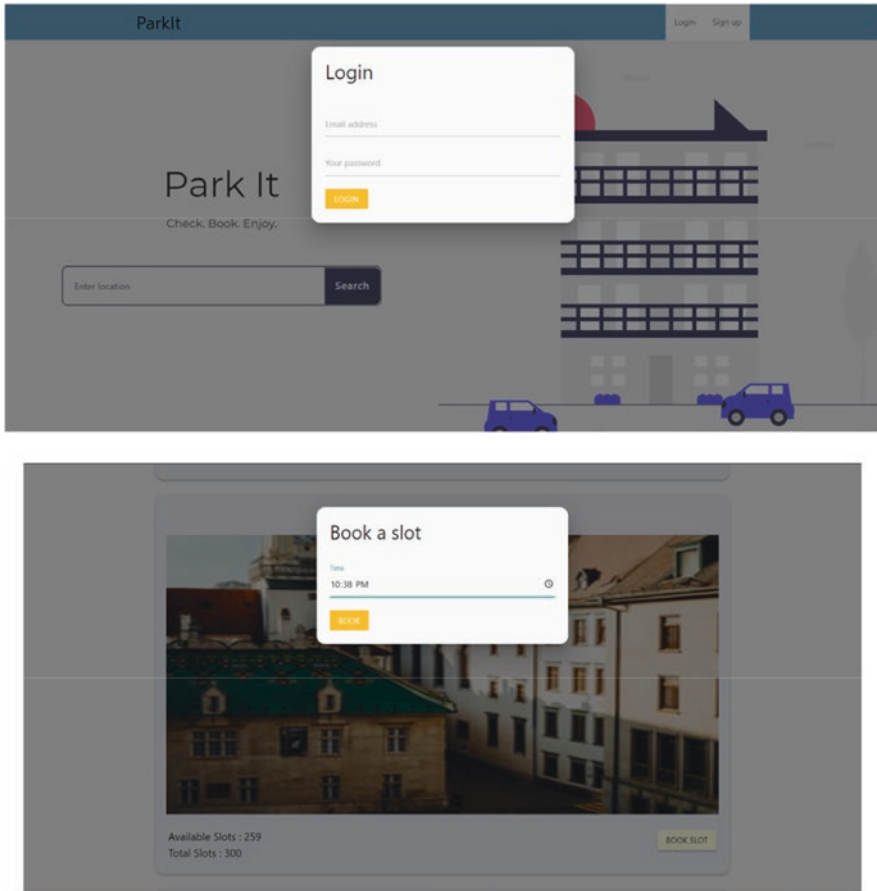 ParkIt
Login Sign up
Login
Email address
Your password
LOGIN
Park It
Check. Book. Enjoy.
Enter location
Search
Book a slot
Time
10:38 PM
BOOK
Available Slots : 259
Total Slots : 300
BOOK SLOT